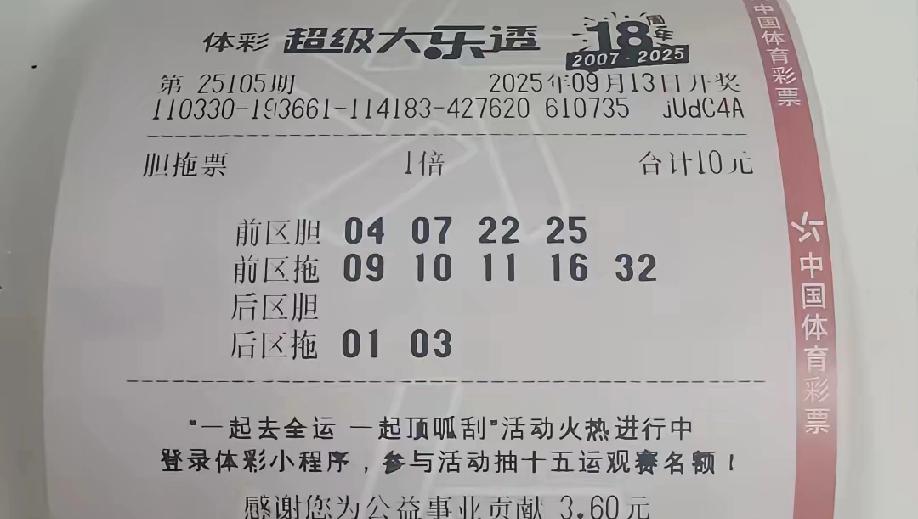 体彩 超级大乐透 18周年
2007-2025
第 25105期 2025年09月13日开奖
110330-193661-114183-427620 610735 jUdC4A
胆拖票 1倍 合计10元
前区胆 04 07 22 25
前区拖 09 10 11 16 32
后区胆
后区拖 01 03
"一起去全运 一起顶呱刮"活动火热进行中
登录体彩小程序，参与活动抽十五运观赛名额！
感谢您为公益事业贡献 3.60元
中国体育彩票
中国体育彩票